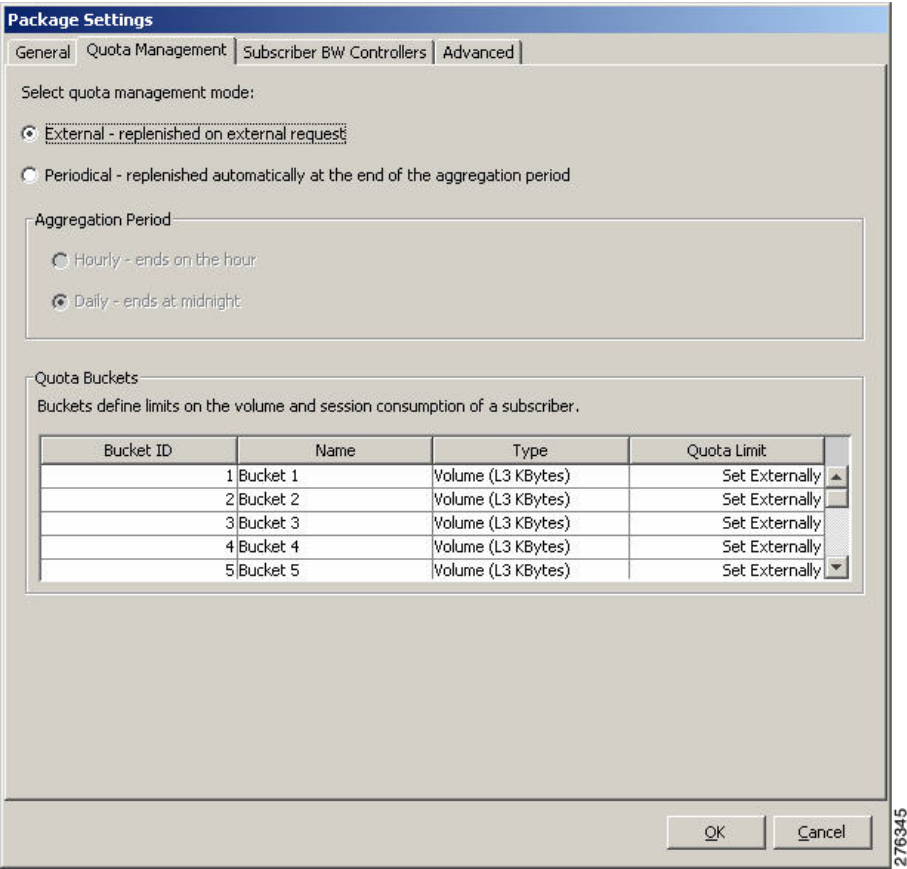 Package Settings
General Quota Management Subscriber BW Controllers Advanced
Select quota management mode:
External - replenished on external request
Periodical - replenished automatically at the end of the aggregation period
Aggregation Period
Hourly - ends on the hour
Daily - ends at midnight
Quota Buckets
Buckets define limits on the volume and session consumption of a subscriber.
Bucket ID Name Type Quota Limit
1 Bucket 1 Volume (L3 KBytes) Set Externally
2 Bucket 2 Volume (L3 KBytes) Set Externally
3 Bucket 3 Volume (L3 KBytes) Set Externally
4 Bucket 4 Volume (L3 KBytes) Set Externally
5 Bucket 5 Volume (L3 KBytes) Set Externally
OK Cancel
276345